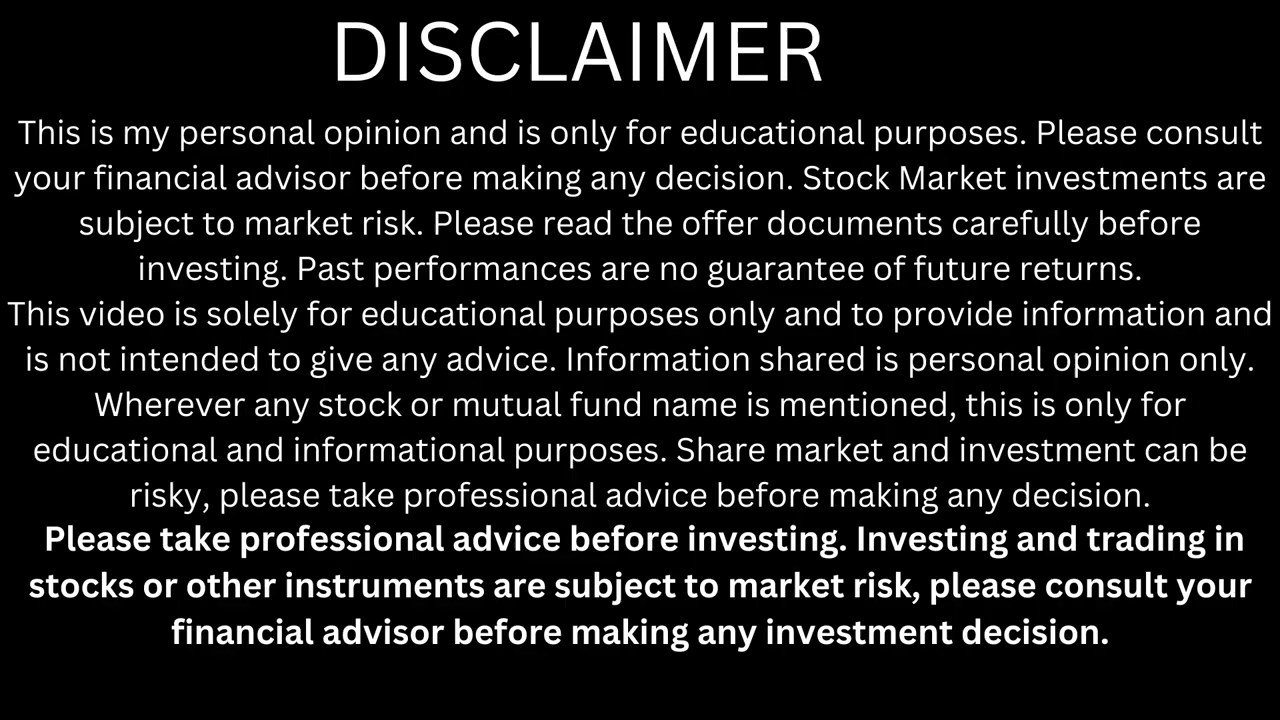 DISCLAIMER
This is my personal opinion and is only for educational purposes. Please consult
your financial advisor before making any decision. Stock Market investments are
subject to market risk. Please read the offer documents carefully before
investing. Past performances are no guarantee of future returns.
This video is solely for educational purposes only and to provide information and
is not intended to give any advice. Information shared is personal opinion only.
Wherever any stock or mutual fund name is mentioned, this is only for
educational and informational purposes. Share market and investment can be
risky, please take professional advice before making any decision.
Please take professional advice before investing. Investing and trading in
stocks or other instruments are subject to market risk, please consult your
financial advisor before making any investment decision.